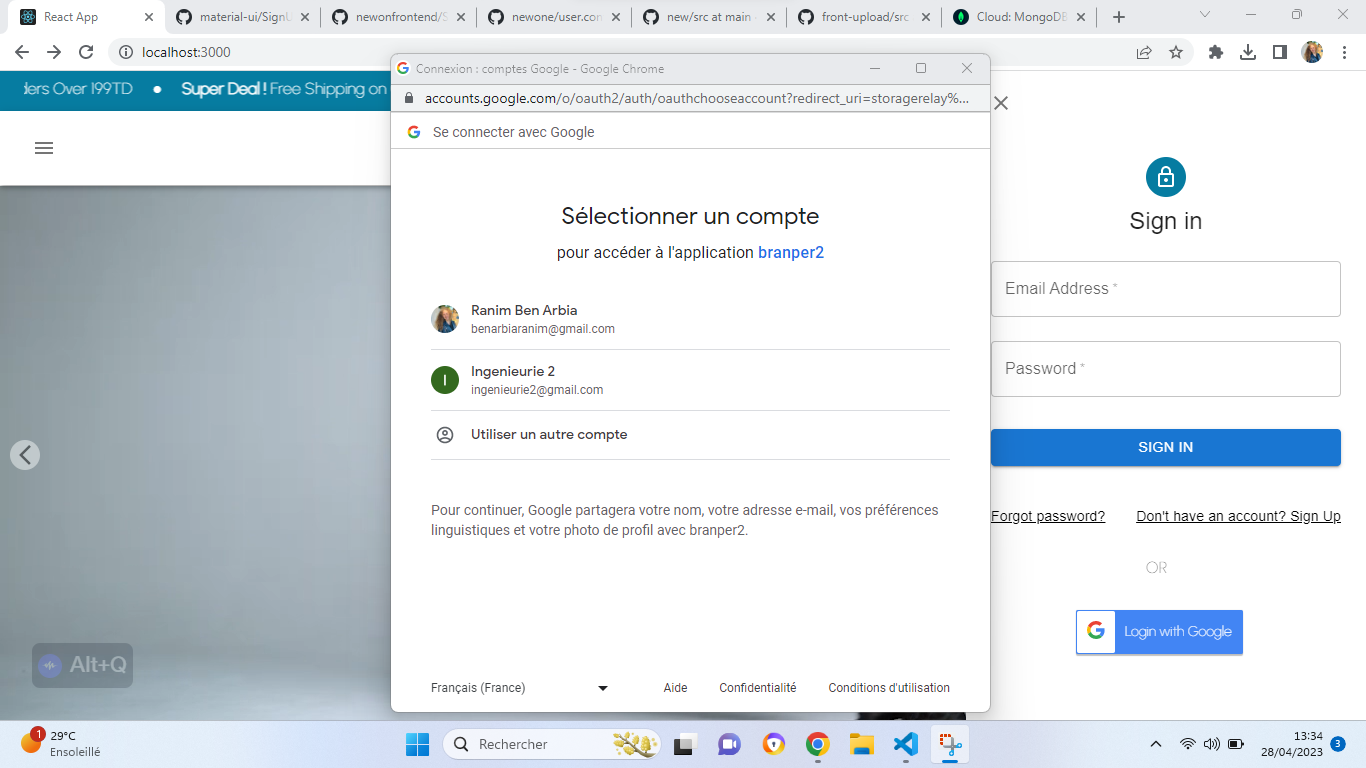 React App
material-ui/SignU
newonfrontend/S
newone/user.con
new/src at main
front-upload/src
Cloud: MongoDB
localhost:3000
ders Over 199TD • Super Deal ! Free Shipping on
Connexion : comptes Google - Google Chrome
accounts.google.com/o/oauth2/auth/oauthchooseaccount?redirect_uri=storagerelay%...
Se connecter avec Google
Sélectionner un compte
pour accéder à l'application branper2
Ranim Ben Arbia
benarbiaranim@gmail.com
I
Ingenieurie 2
ingenieurie2@gmail.com
Utiliser un autre compte
Pour continuer, Google partagera votre nom, votre adresse e-mail, vos préférences
linguistiques et votre photo de profil avec branper2.
Français (France)
Aide
Confidentialité
Conditions d'utilisation
Sign in
Email Address *
Password *
SIGN IN
Forgot password?
Don't have an account? Sign Up
OR
Login with Google
Alt+Q
1
29°C
Ensoleillé
Rechercher
13:34
28/04/2023
3